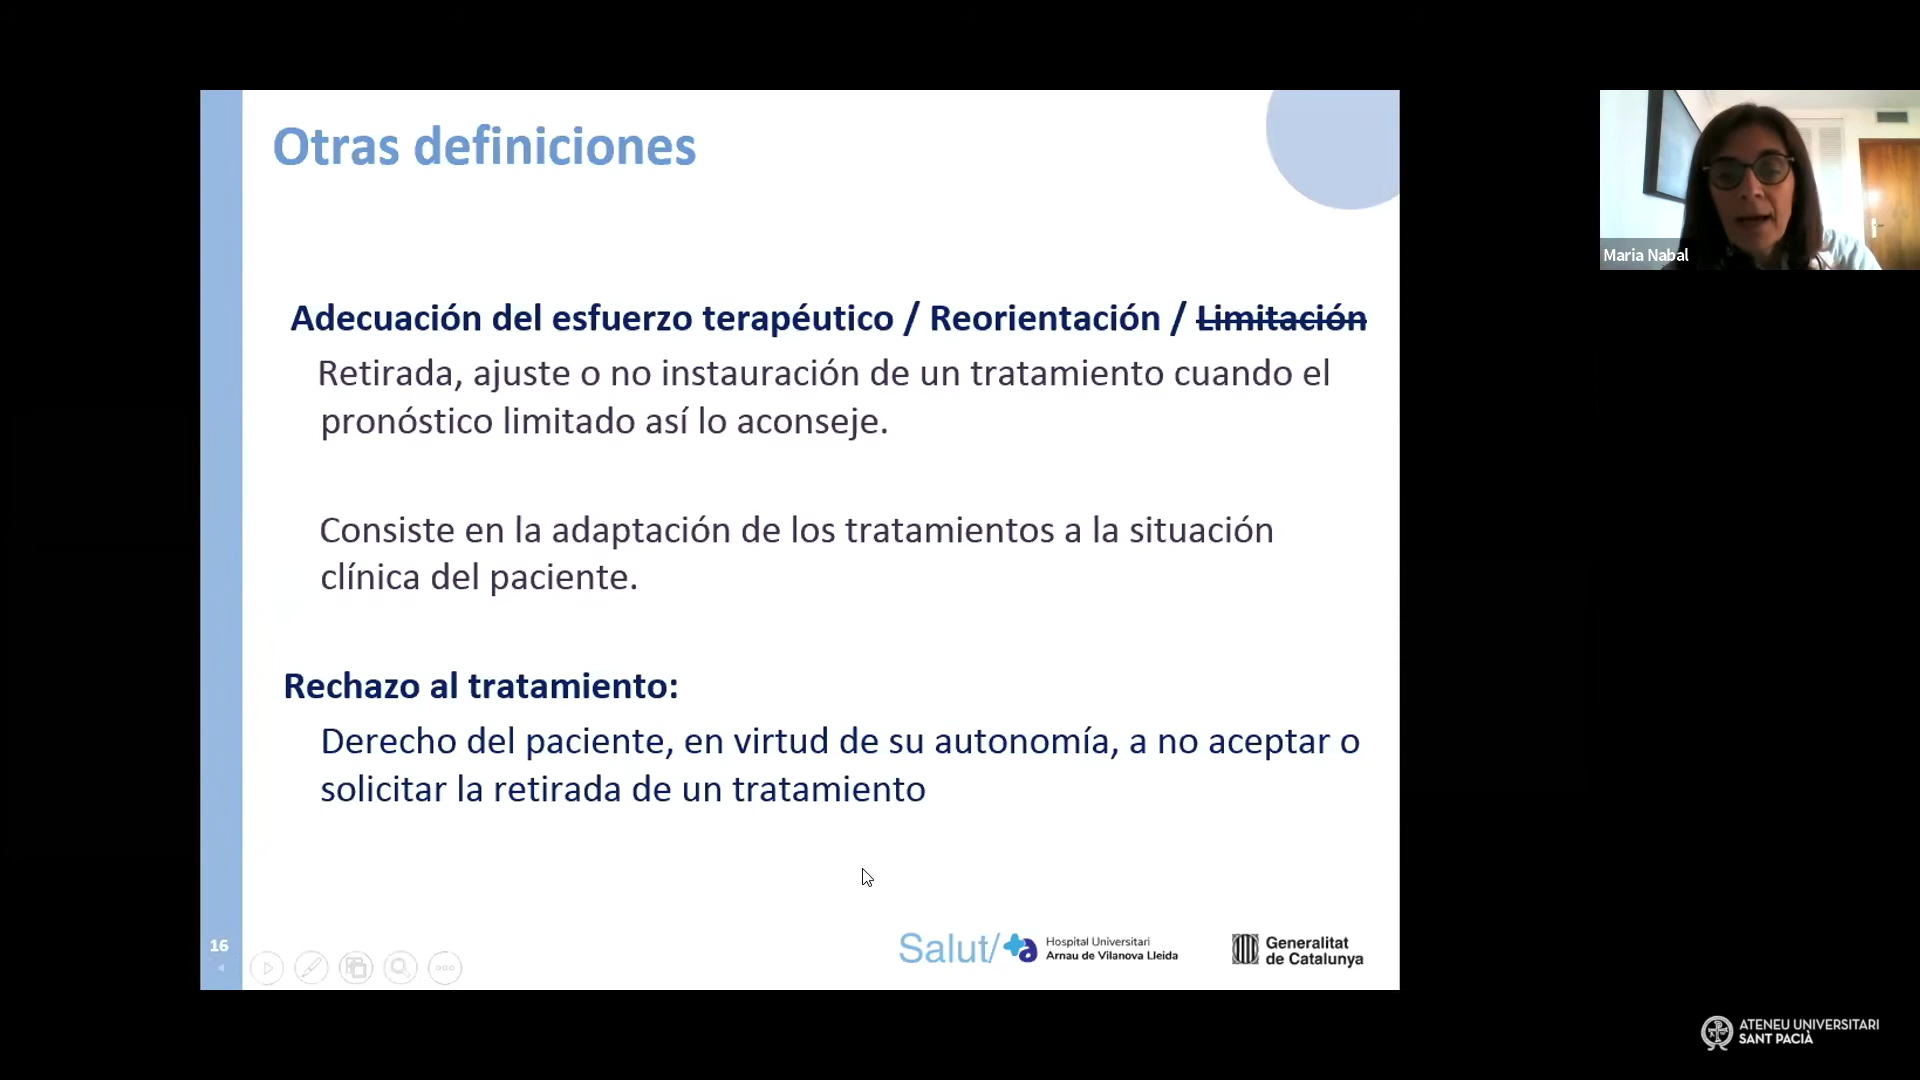 Otras definiciones
Adecuación del esfuerzo terapéutico / Reorientación / Limitación
Retirada, ajuste o no instauración de un tratamiento cuando el
pronóstico limitado así lo aconseje.
Consiste en la adaptación de los tratamientos a la situación
clínica del paciente.
Rechazo al tratamiento:
Derecho del paciente, en virtud de su autonomía, a no aceptar o
solicitar la retirada de un tratamiento
16
Salut/
Hospital Universitari
Arnau de Vilanova Lleida
Generalitat
de Catalunya
Maria Nabal
ATENEU UNIVERSITARI
SANT PACIÀ